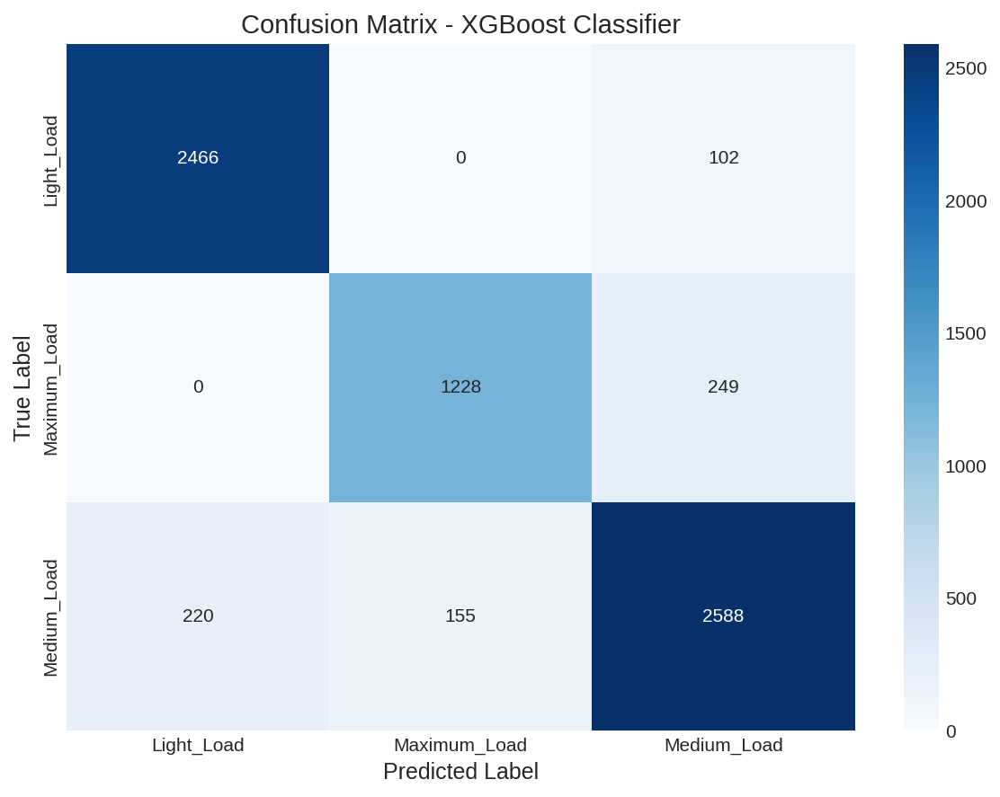 Confusion Matrix - XGBoost Classifier
True Label
Light_Load
2466
0
102
Maximum_Load
0
1228
249
Medium_Load
220
155
2588
Light_Load
Maximum_Load
Medium_Load
Predicted Label
2500
2000
1500
1000
500
0